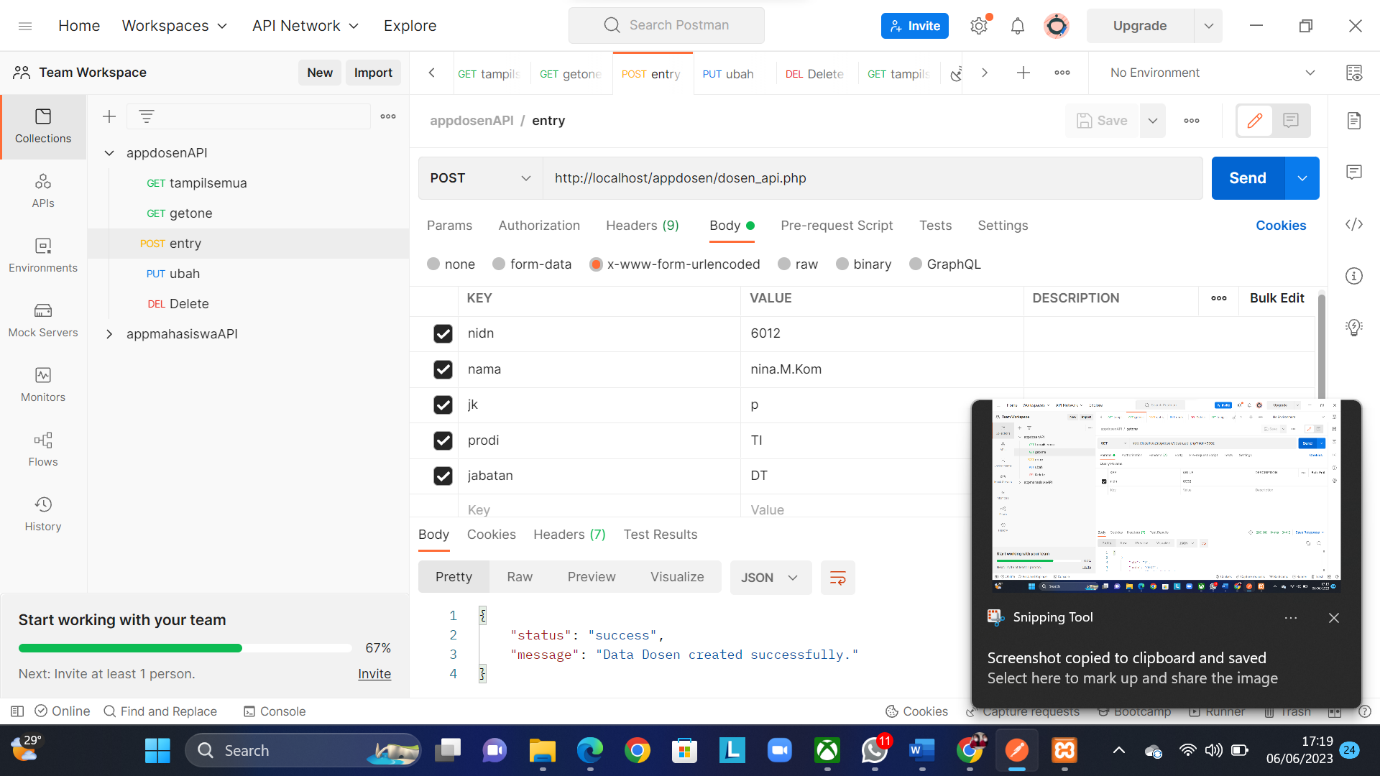 Home Workspaces API Network Explore Search Postman Invite Upgrade
Team Workspace New Import GET tampils GET getone POST entry PUT ubah DEL Delete GET tampils No Environment
Collections
APIs
Environments
Mock Servers
Monitors
Flows
History
appdosenAPI
GET tampilsemua
GET getone
POST entry
PUT ubah
DEL Delete
appmahasiswaAPI
appdosenAPI / entry Save
POST http://localhost/appdosen/dosen_api.php Send
Params Authorization Headers (9) Body Pre-request Script Tests Settings Cookies
none form-data x-www-form-urlencoded raw binary GraphQL
KEY VALUE DESCRIPTION Bulk Edit
nidn 6012
nama nina.M.Kom
jk p
prodi TI
jabatan DT
Key Value
Body Cookies Headers (7) Test Results
Pretty Raw Preview Visualize JSON
1 {
2 "status": "success",
3 "message": "Data Dosen created successfully."
4 }
Start working with your team
67%
Next: Invite at least 1 person. Invite
Snipping Tool
Screenshot copied to clipboard and saved
Select here to mark up and share the image
Online Find and Replace Console Cookies Capture requests Bootcamp Runner Trash
29° Search 11 17:19
06/06/2023 24